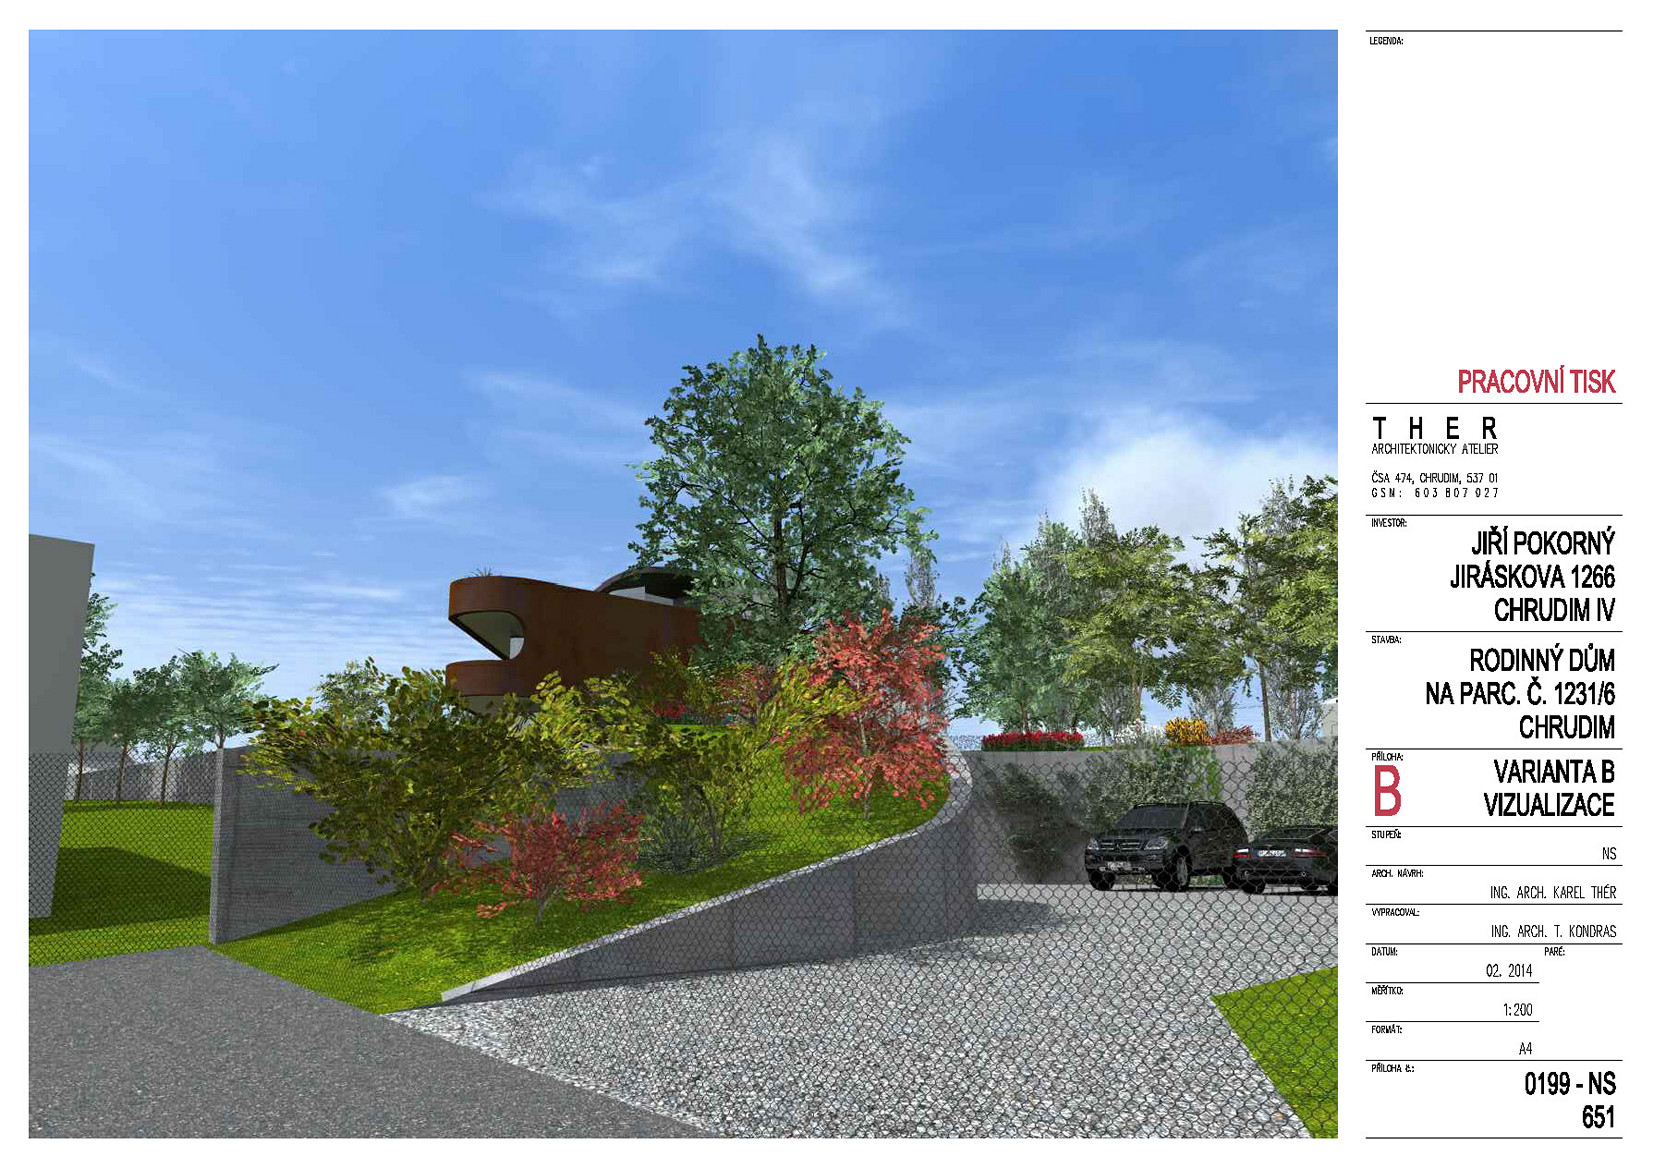 LEGENDA:
PRACOVNÍ TISK
THER
ARCHITEKTONICKY ATELIER
ČSA 474, CHRUDIM, 537 01
GSM: 603 807 027
INVESTOR:
JIŘÍ POKORNÝ
JIRÁSKOVA 1266
CHRUDIM IV
STAVBA:
RODINNÝ DŮM
NA PARC. Č. 1231/6
CHRUDIM
PŘÍLOHA:
B
VARIANTA B
VIZUALIZACE
STUPEŇ:
NS
ARCH. NÁVRH:
ING. ARCH. KAREL THÉR
VYPRACOVAL:
ING. ARCH. T. KONDRAS
DATUM:
PARÉ:
02. 2014
MĚŘÍTKO:
1:200
FORMÁT:
A4
PŘÍLOHA č.:
0199 - NS
651